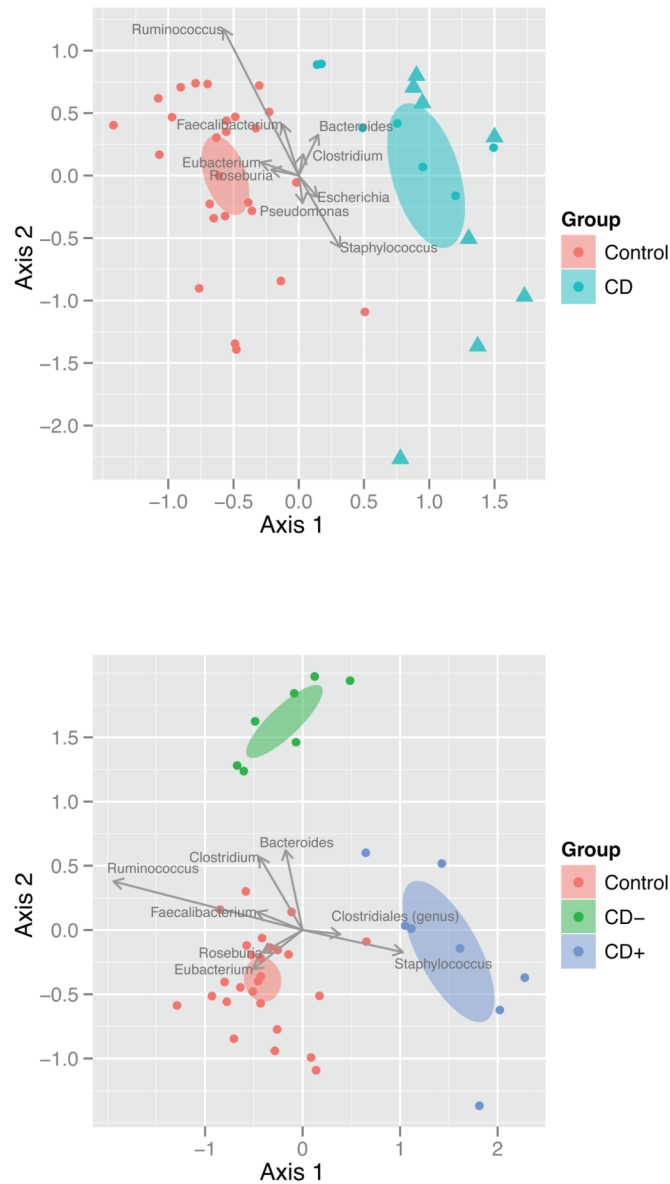 Ruminococcus
1.0
0.5
Faecalibacterium
Bacteroides
Clostridium
Eubacterium
0.0
Roseburia
Escherichia
Pseudomonas
Group
−0.5
Staphylococcus
Control
CD
−1.0
−1.5
−2.0
Axis 2
−1.0 −0.5 0.0 0.5 1.0 1.5
Axis 1
1.5
1.0
Bacteroides
Group
0.5
Clostridium
Ruminococcus
Control
Faecalibacterium
Clostridiales (genus)
CD−
0.0
Roseburia
CD+
Staphylococcus
Eubacterium
−0.5
−1.0
Axis 2
−1 0 1 2
Axis 1